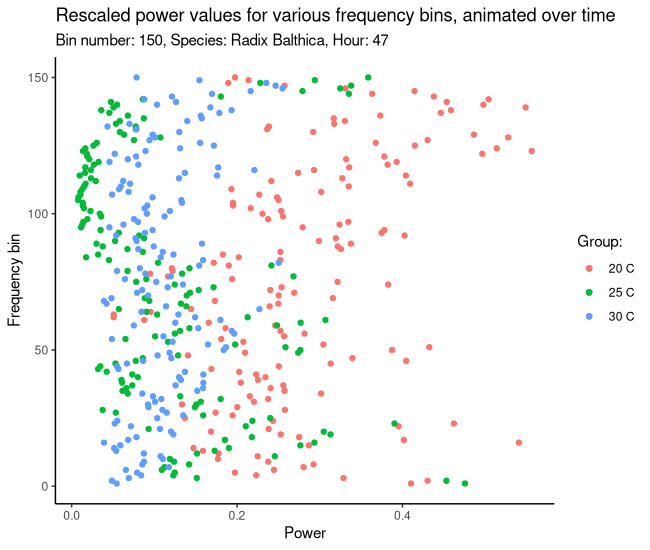 Rescaled power values for various frequency bins, animated over time
Bin number: 150, Species: Radix Balthica, Hour: 47
150
100
50
0
Frequency bin
0.0
0.2
0.4
Power
Group:
20 C
25 C
30 C